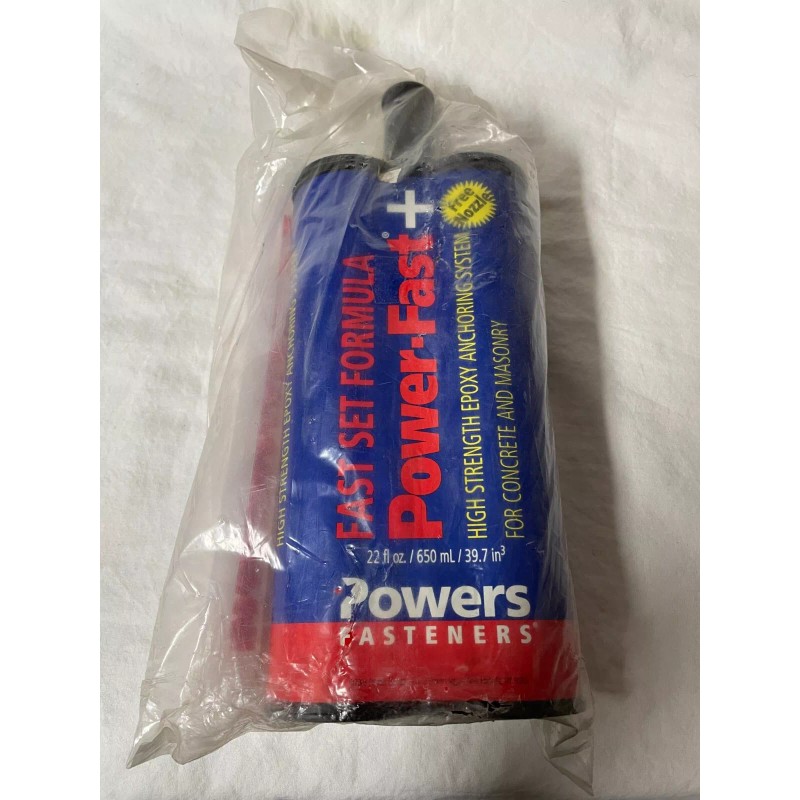 Free
Nozzle
FAST SET FORMULA
Power-Fast®+
HIGH STRENGTH EPOXY ANCHORING SYSTEM
FOR CONCRETE AND MASONRY
22 fl oz. / 650 mL / 39.7 in³
Powers
FASTENERS
HIGH STRENGTH EPOXY ANCHORING